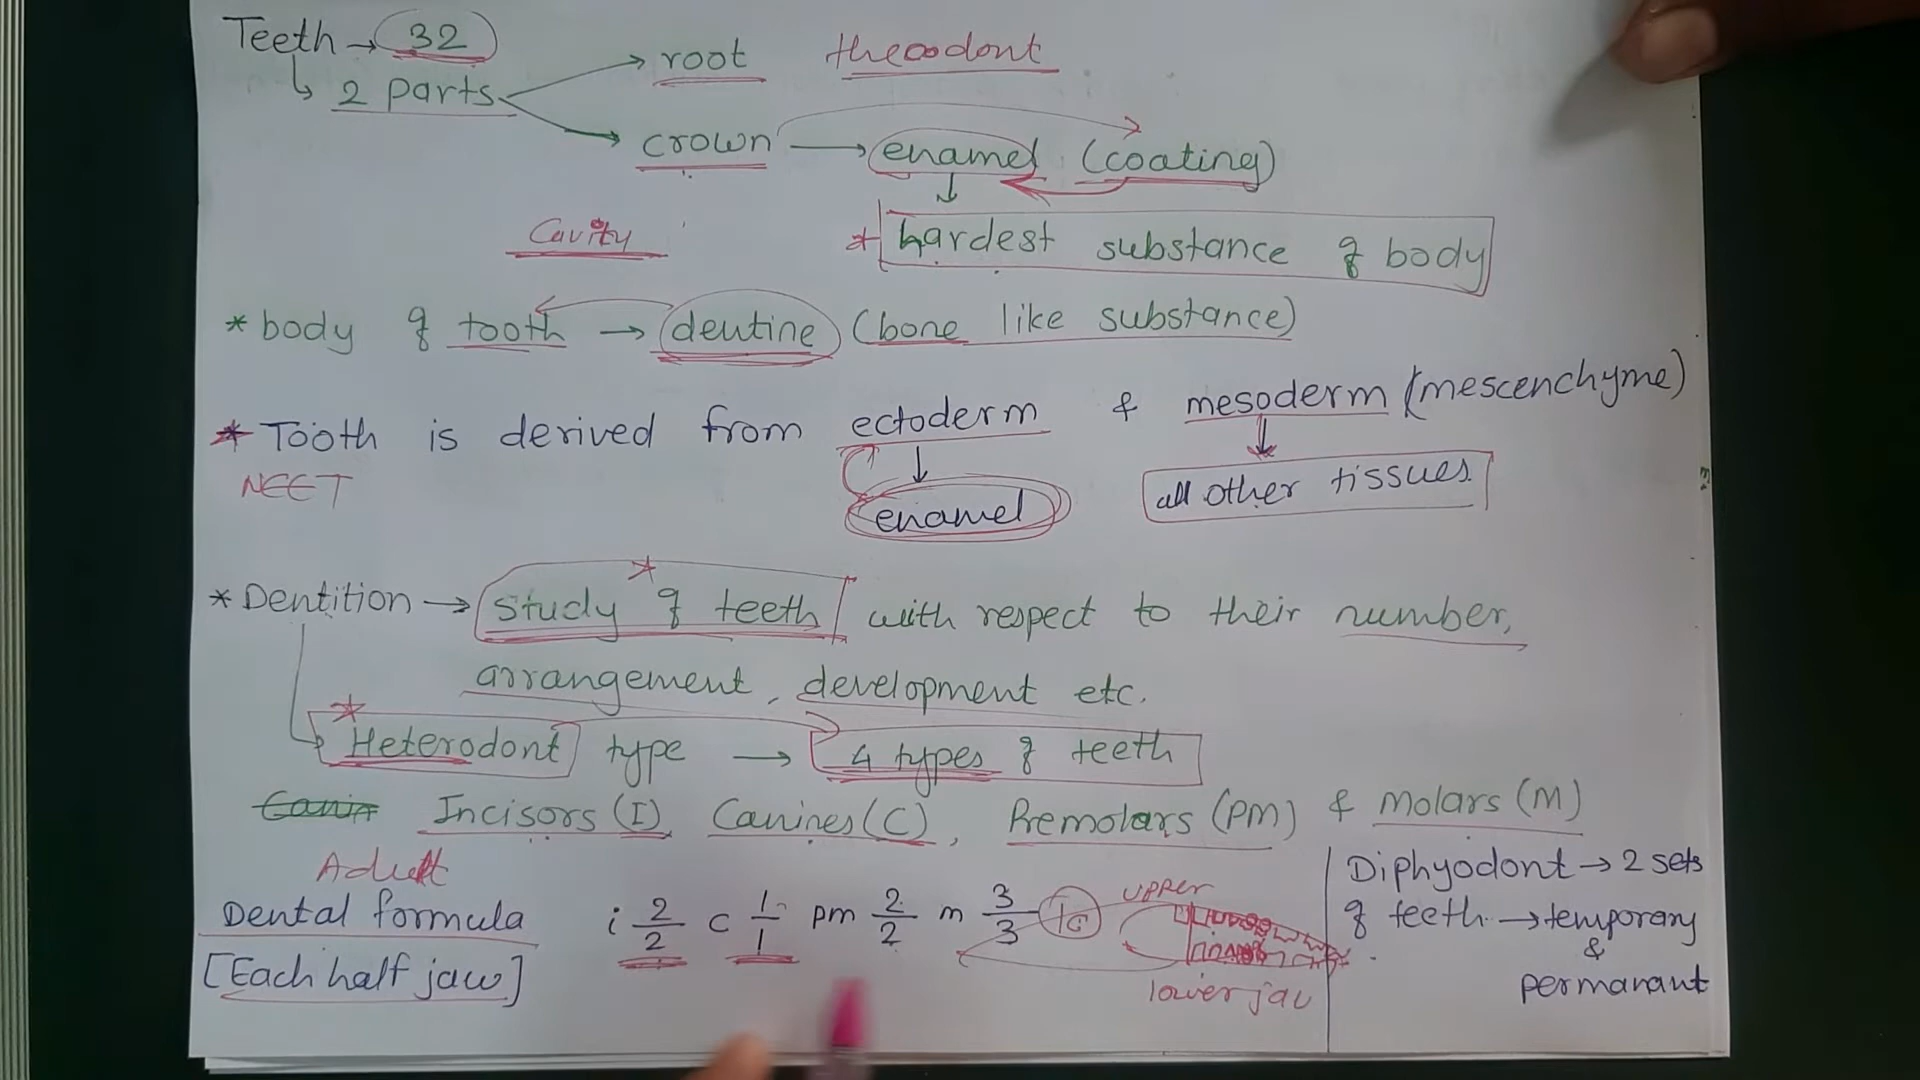 Teeth → 32
↳ 2 parts
root thecodont
crown → enamel (coating)
Cavity
* hardest substance of body
* body of tooth → dentine (bone like substance)
* Tooth is derived from ectoderm & mesoderm (mescenchyme)
NEET
enamel
all other tissues
* Dentition → study of teeth with respect to their number,
arrangement, development etc.
* Heterodont type → 4 types of teeth
Incisors (I), Canines (C), Premolars (PM) & Molars (M)
Adult
Dental formula i 2/2 c 1/1 pm 2/2 m 3/3 16
[Each half jaw]
upper
lower jaw
Diphyodont → 2 sets
of teeth → temporary
&
permanant